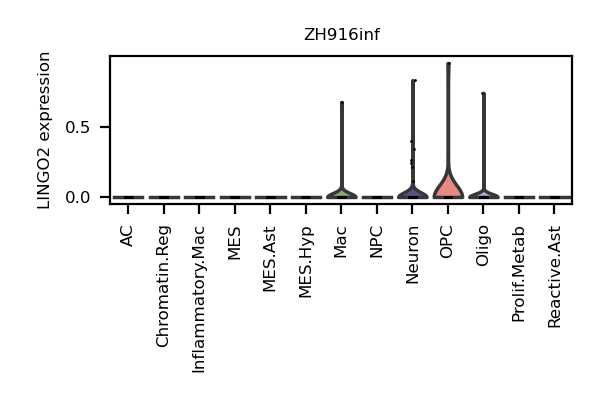 ZH916inf
LINGO2 expression
0.5
0.0
AC
Chromatin.Reg
Inflammatory.Mac
MES
MES.Ast
MES.Hyp
Mac
NPC
Neuron
OPC
Oligo
Prolif.Metab
Reactive.Ast